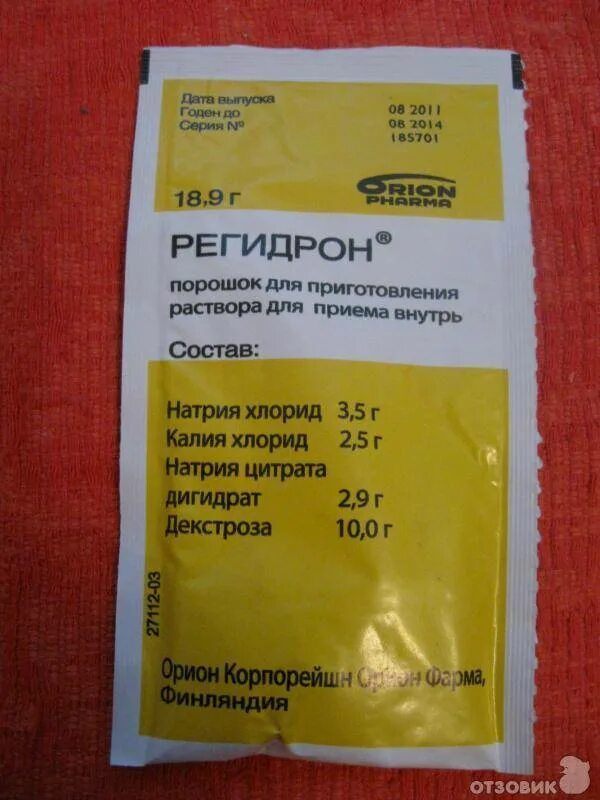 Дата выпуска 08 2011
Годен до 08 2014
Серия № 185701
18,9 г
ORION
PHARMA
РЕГИДРОН®
порошок для приготовления
раствора для приема внутрь
Состав:
Натрия хлорид 3,5 г
Калия хлорид 2,5 г
Натрия цитрата
дигидрат 2,9 г
Декстроза 10,0 г
27112-03
Орион Корпорейшн Орион Фарма,
Финляндия
ОТЗОВИК